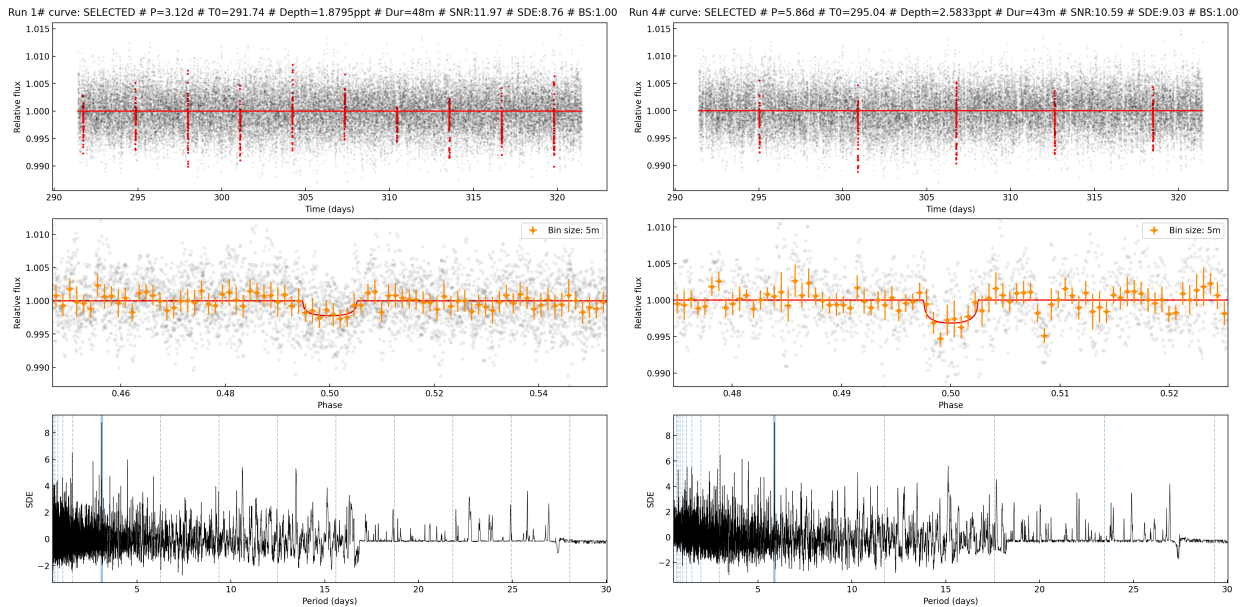 Run 1# curve: SELECTED # P=3.12d # T0=291.74 # Depth=1.8795ppt # Dur=48m # SNR:11.97 # SDE:8.76 # BS:1.00
1.015
1.010
1.005
1.000
0.995
0.990
Relative flux
290 295 300 305 310 315 320
Time (days)
1.010
1.005
1.000
0.995
0.990
Relative flux
Bin size: 5m
0.46 0.48 0.50 0.52 0.54
Phase
8
6
4
2
0
−2
SDE
5 10 15 20 25 30
Period (days)
Run 4# curve: SELECTED # P=5.86d # T0=295.04 # Depth=2.5833ppt # Dur=43m # SNR:10.59 # SDE:9.03 # BS:1.00
1.015
1.010
1.005
1.000
0.995
0.990
Relative flux
290 295 300 305 310 315 320
Time (days)
1.010
1.005
1.000
0.995
0.990
Relative flux
Bin size: 5m
0.48 0.49 0.50 0.51 0.52
Phase
8
6
4
2
0
−2
SDE
5 10 15 20 25 30
Period (days)